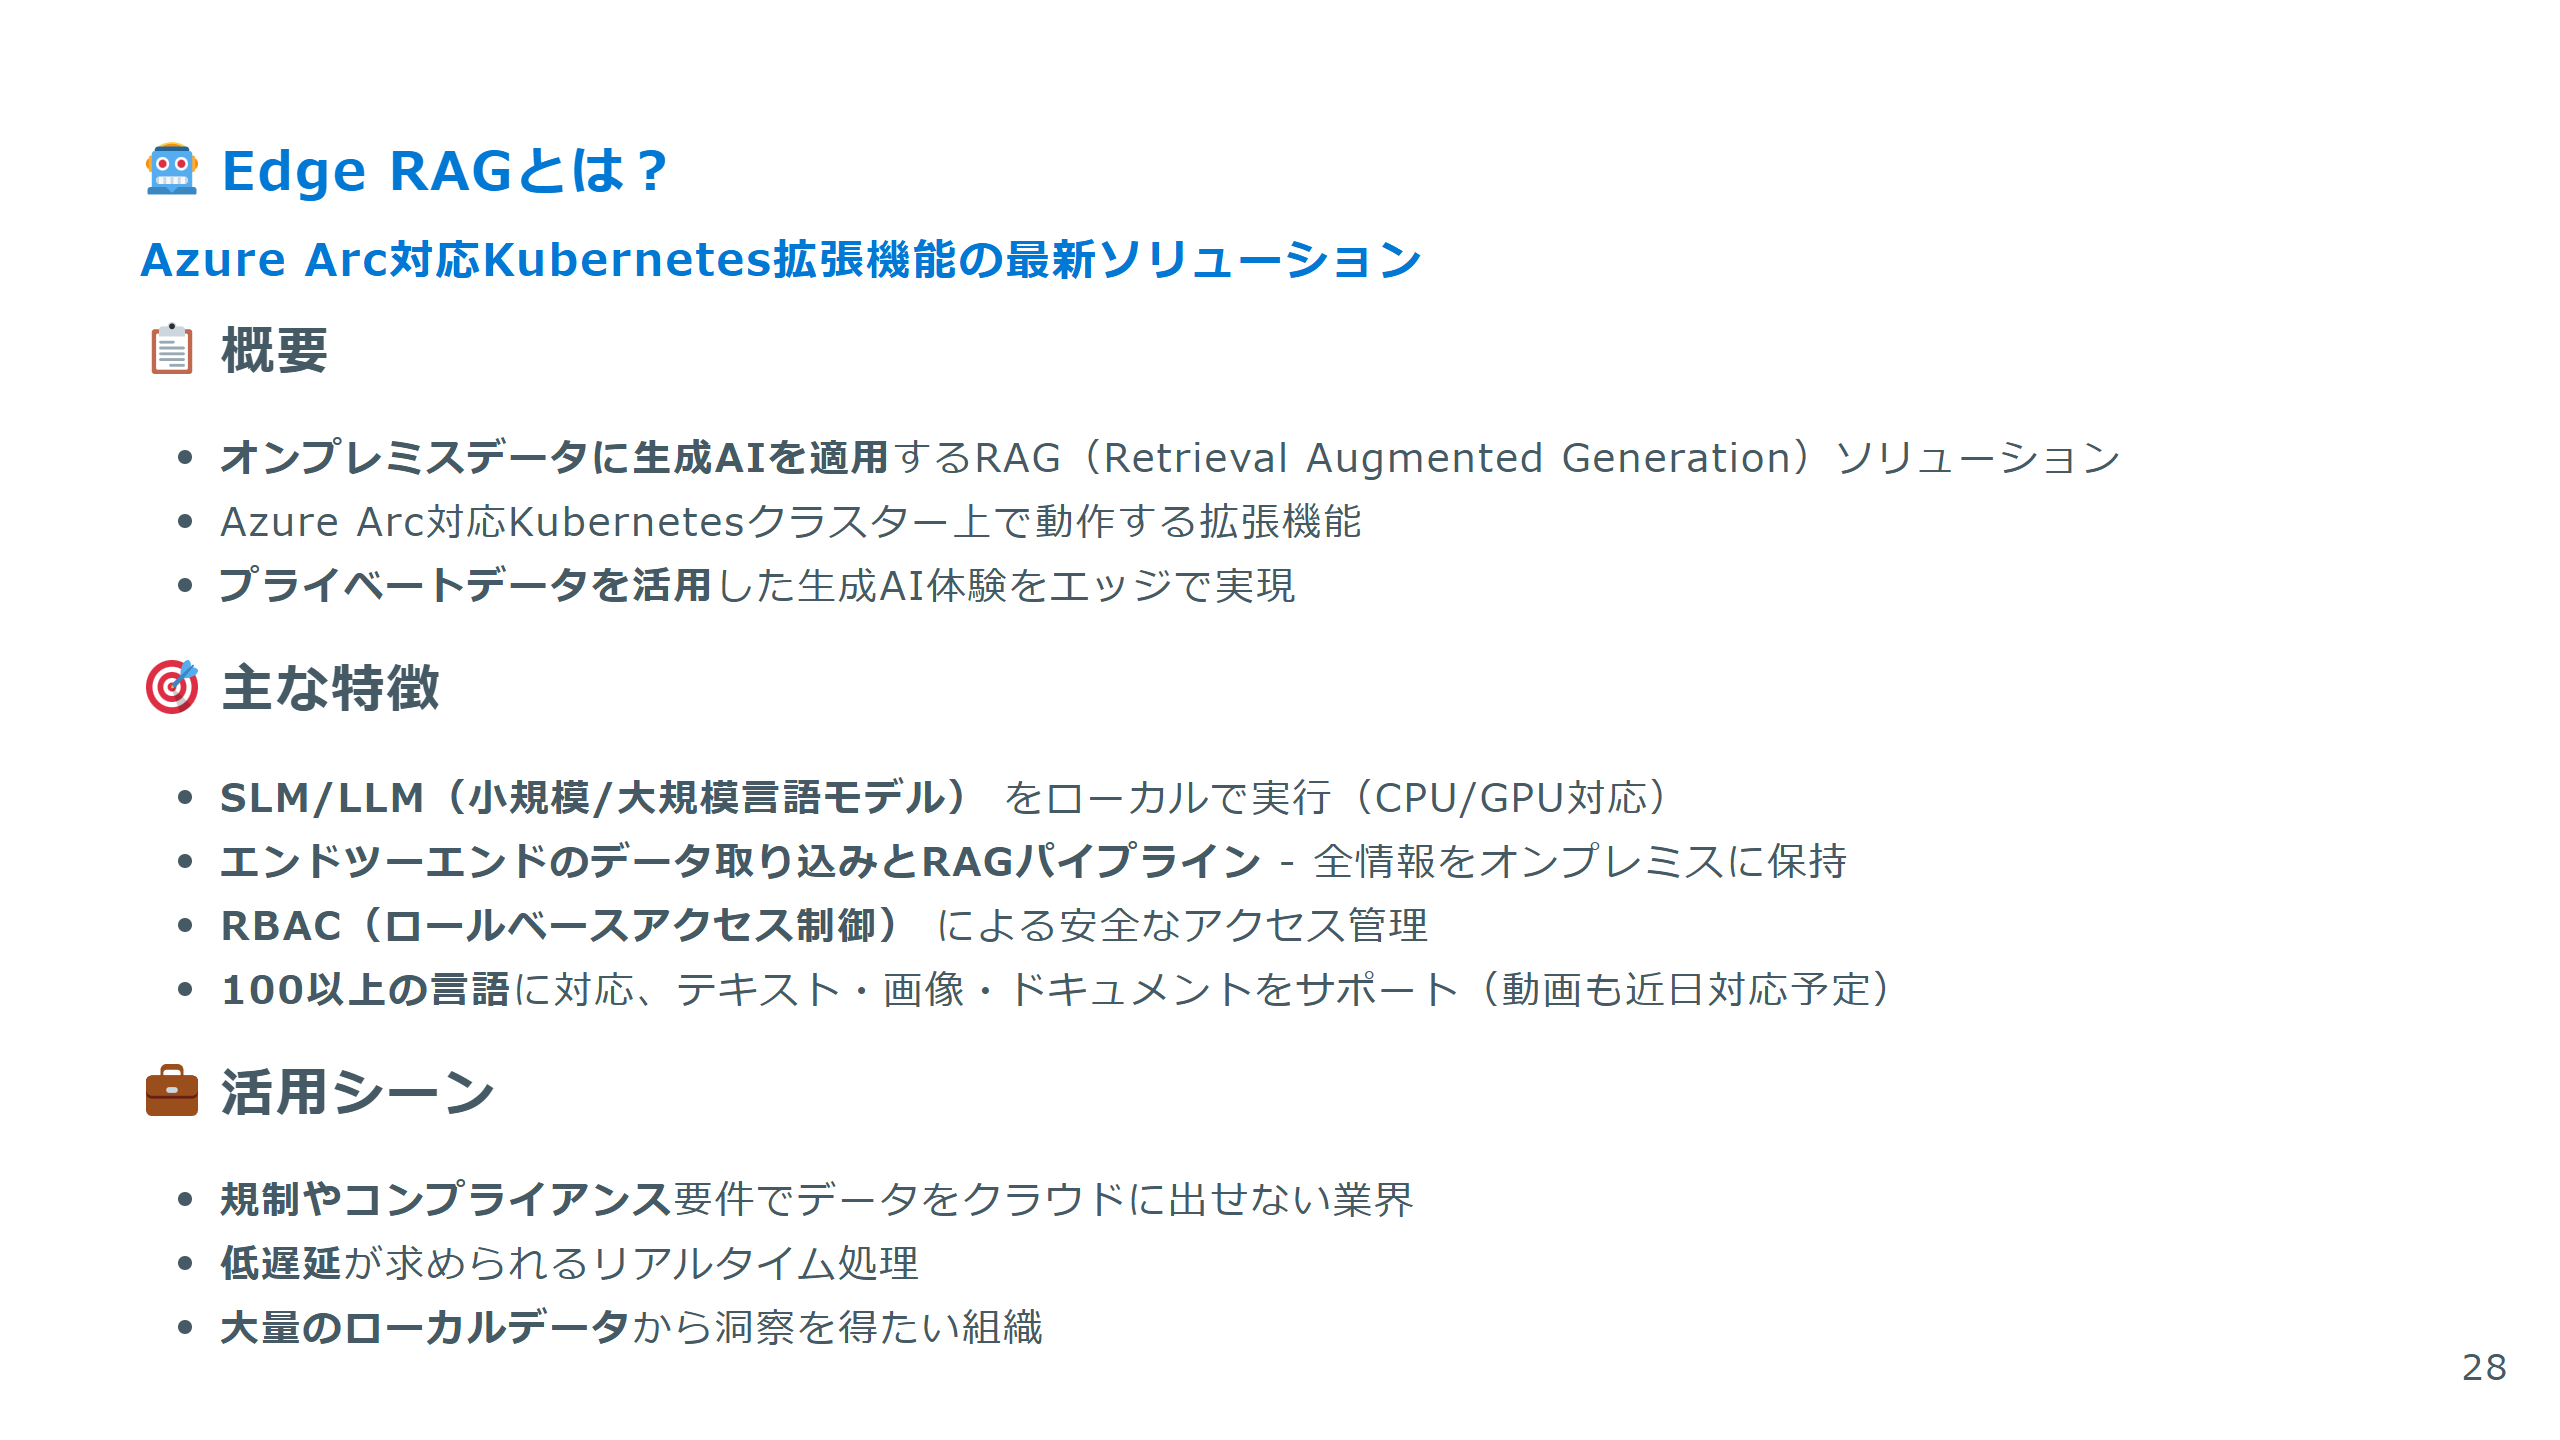 Edge RAGとは？
Azure Arc対応Kubernetes拡張機能の最新ソリューション
概要
• オンプレミスデータに生成AIを適用するRAG（Retrieval Augmented Generation）ソリューション
• Azure Arc対応Kubernetesクラスター上で動作する拡張機能
• プライベートデータを活用した生成AI体験をエッジで実現
主な特徴
• SLM/LLM（小規模/大規模言語モデル） をローカルで実行（CPU/GPU対応）
• エンドツーエンドのデータ取り込みとRAGパイプライン - 全情報をオンプレミスに保持
• RBAC（ロールベースアクセス制御） による安全なアクセス管理
• 100以上の言語に対応、テキスト・画像・ドキュメントをサポート（動画も近日対応予定）
活用シーン
• 規制やコンプライアンス要件でデータをクラウドに出せない業界
• 低遅延が求められるリアルタイム処理
• 大量のローカルデータから洞察を得たい組織
28